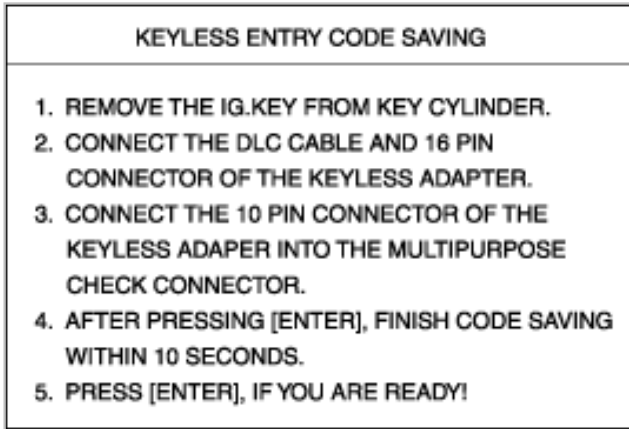 KEYLESS ENTRY CODE SAVING
1. REMOVE THE IG.KEY FROM KEY CYLINDER.
2. CONNECT THE DLC CABLE AND 16 PIN
CONNECTOR OF THE KEYLESS ADAPTER.
3. CONNECT THE 10 PIN CONNECTOR OF THE
KEYLESS ADAPER INTO THE MULTIPURPOSE
CHECK CONNECTOR.
4. AFTER PRESSING [ENTER], FINISH CODE SAVING
WITHIN 10 SECONDS.
5. PRESS [ENTER], IF YOU ARE READY!